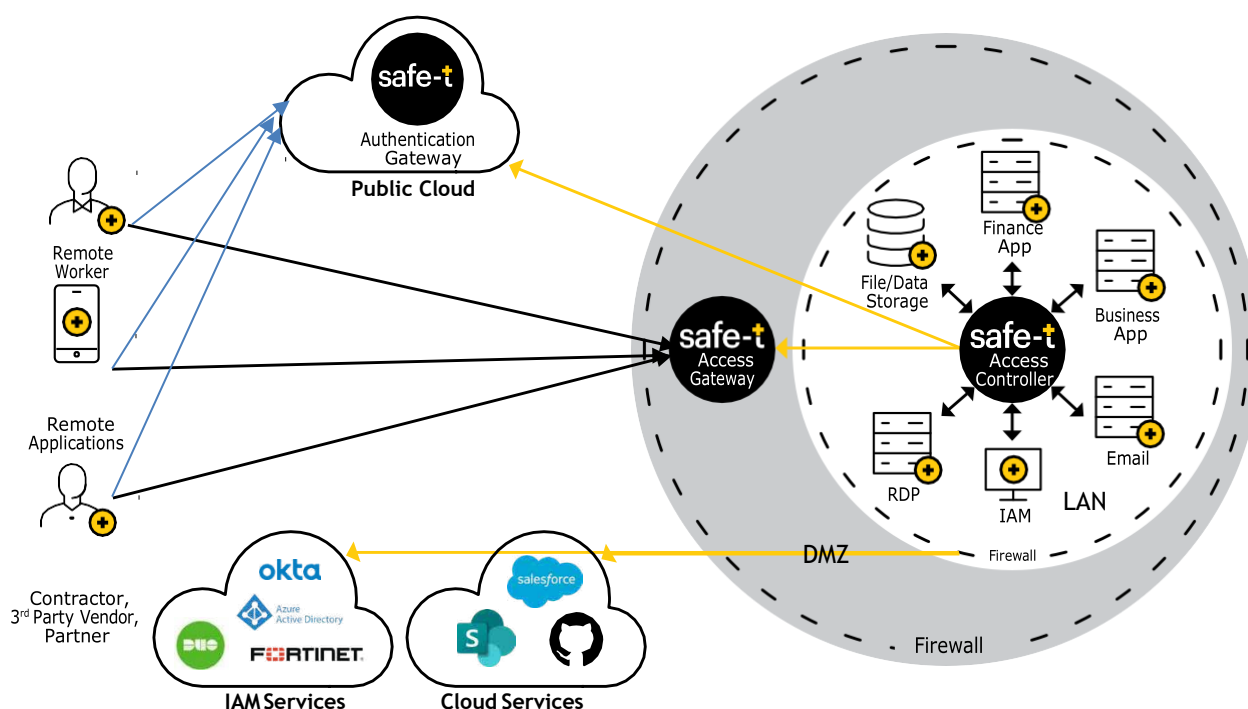 safe-t
Authentication
Gateway
Public Cloud
Remote
Worker
Remote
Applications
Contractor,
3rd Party Vendor,
Partner
safe-t
Access
Gateway
safe-t
Access
Controller
File/Data
Storage
Finance
App
Business
App
Email
IAM
RDP
LAN
Firewall
DMZ
Firewall
okta
Azure
Active Directory
DUO
FORTINET
IAM Services
salesforce
S
Cloud Services